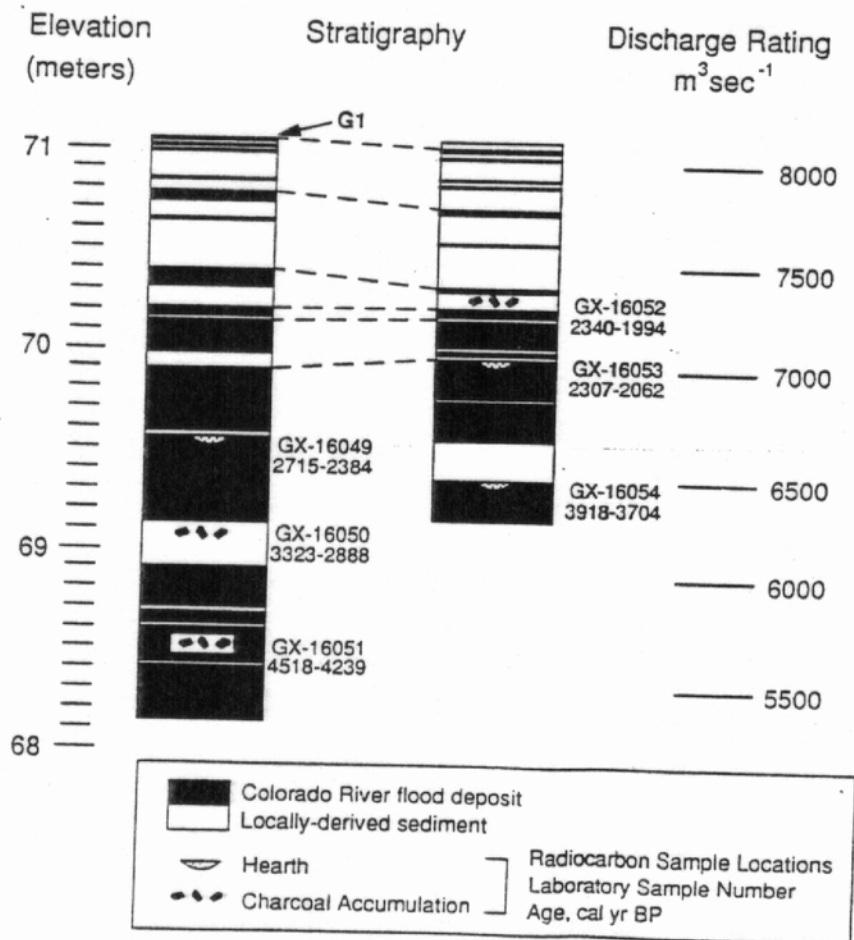 Elevation
(meters)
Stratigraphy
Discharge Rating
m³sec⁻¹
G1
71
70
69
68
8000
7500
7000
6500
6000
5500
GX-16049
2715-2384
GX-16050
3323-2888
GX-16051
4518-4239
GX-16052
2340-1994
GX-16053
2307-2062
GX-16054
3918-3704
Colorado River flood deposit
Locally-derived sediment
Hearth
Charcoal Accumulation
Radiocarbon Sample Locations
Laboratory Sample Number
Age, cal yr BP